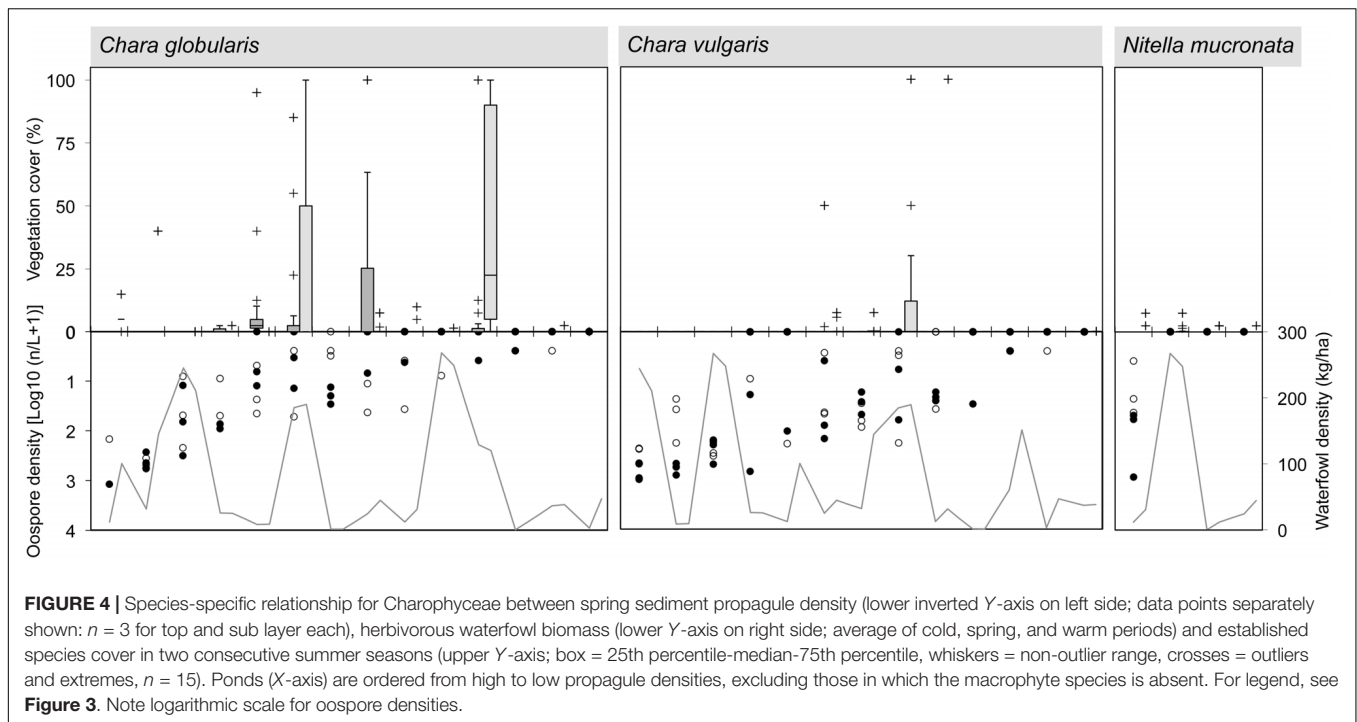 Chara globularis
Chara vulgaris
Nitella mucronata
Vegetation cover (%)
100
75
50
25
0
Oospore density [Log10 (n/L+1)]
1
2
3
4
300
200
100
0
Waterfowl density (kg/ha)
FIGURE 4 | Species-specific relationship for Charophyceae between spring sediment propagule density (lower inverted Y-axis on left side; data points separately
shown: n = 3 for top and sub layer each), herbivorous waterfowl biomass (lower Y-axis on right side; average of cold, spring, and warm periods) and established
species cover in two consecutive summer seasons (upper Y-axis; box = 25th percentile-median-75th percentile, whiskers = non-outlier range, crosses = outliers
and extremes, n = 15). Ponds (X-axis) are ordered from high to low propagule densities, excluding those in which the macrophyte species is absent. For legend, see
Figure 3. Note logarithmic scale for oospore densities.